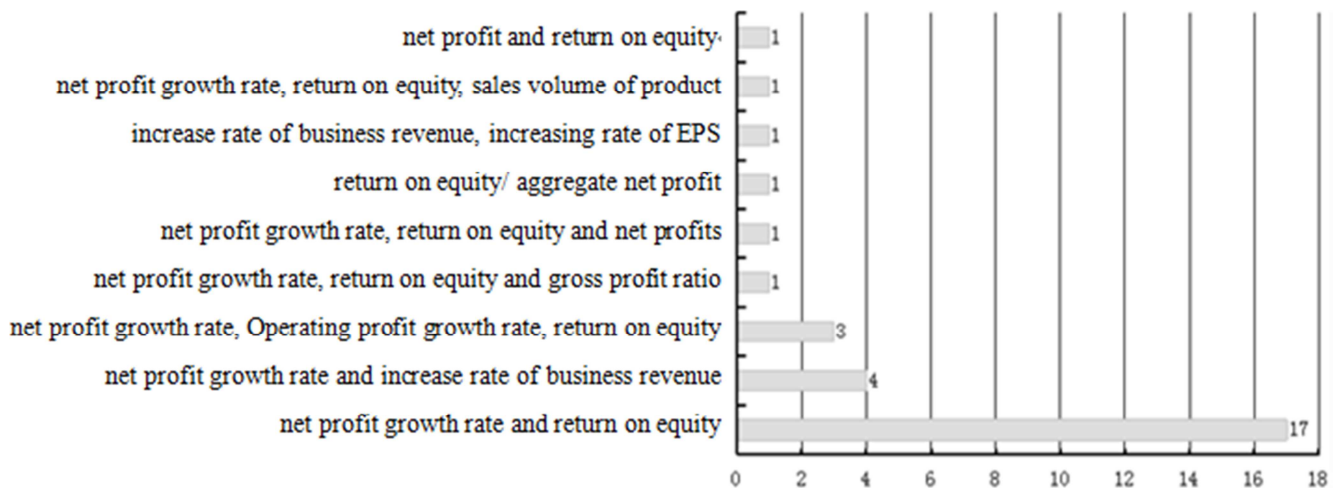 net profit and return on equity 1
net profit growth rate, return on equity, sales volume of product 1
increase rate of business revenue, increasing rate of EPS 1
return on equity/ aggregate net profit 1
net profit growth rate, return on equity and net profits 1
net profit growth rate, return on equity and gross profit ratio 1
net profit growth rate, Operating profit growth rate, return on equity 3
net profit growth rate and increase rate of business revenue 4
net profit growth rate and return on equity 17
0 2 4 6 8 10 12 14 16 18